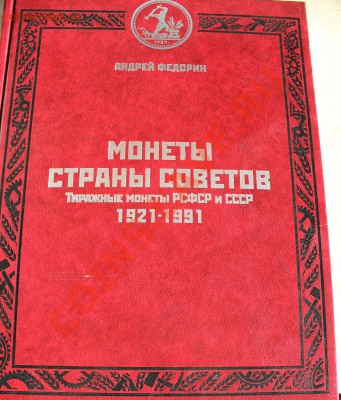 АНДРЕЙ ФЕДОРИН
МОНЕТЫ
СТРАНЫ СОВЕТОВ
ТИРАЖНЫЕ МОНЕТЫ РСФСР И СССР
1921-1991